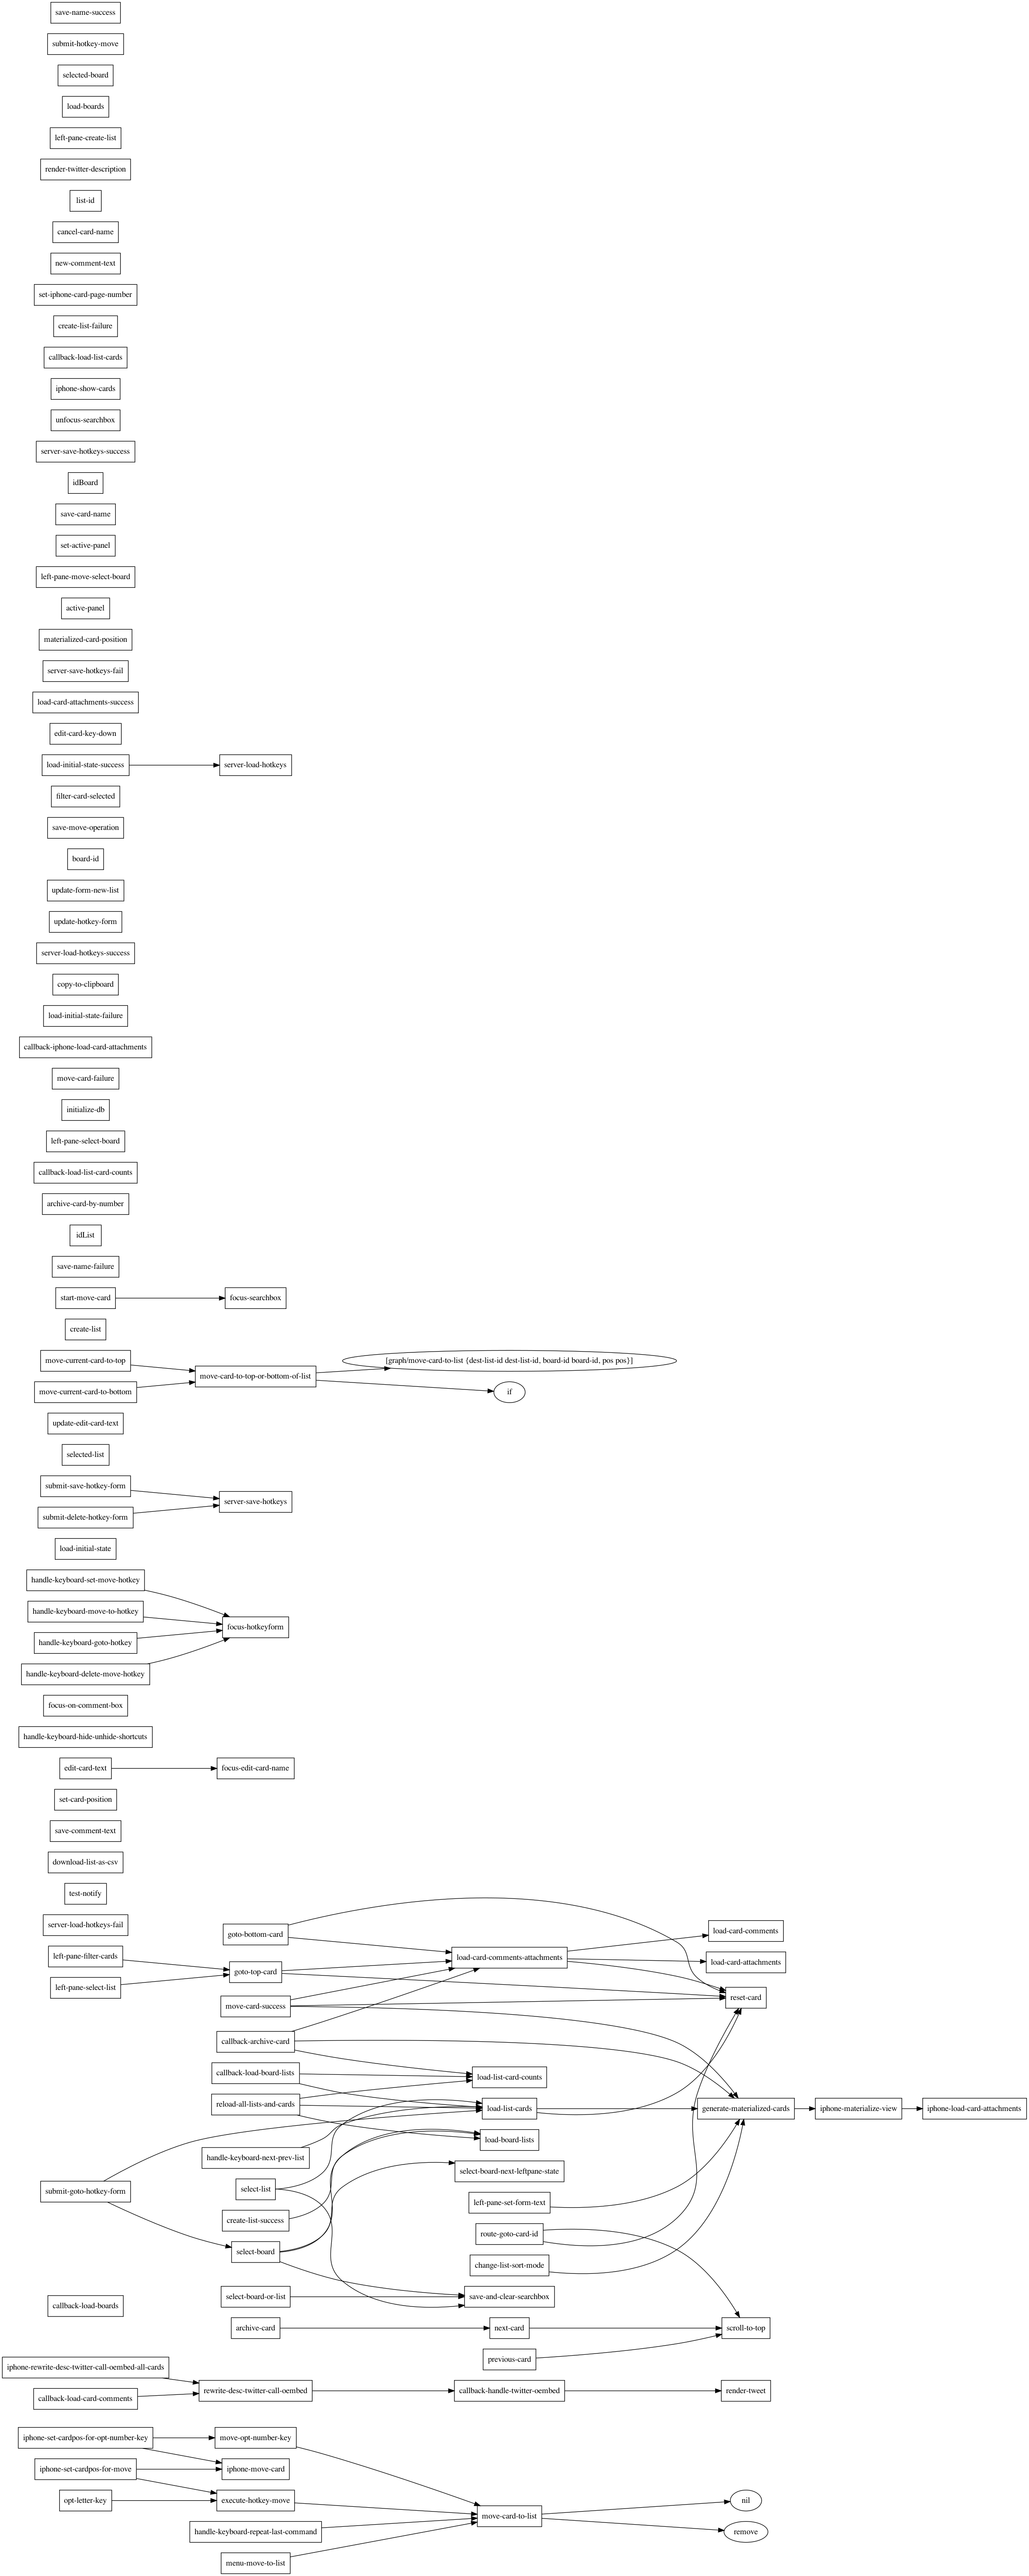 save-name-success
submit-hotkey-move
selected-board
load-boards
left-pane-create-list
render-twitter-description
list-id
cancel-card-name
new-comment-text
set-iphone-card-page-number
create-list-failure
callback-load-list-cards
iphone-show-cards
unfocus-searchbox
server-save-hotkeys-success
idBoard
save-card-name
set-active-panel
left-pane-move-select-board
active-panel
materialized-card-position
server-save-hotkeys-fail
load-card-attachments-success
edit-card-key-down
load-initial-state-success
server-load-hotkeys
filter-card-selected
save-move-operation
board-id
update-form-new-list
update-hotkey-form
server-load-hotkeys-success
copy-to-clipboard
load-initial-state-failure
callback-iphone-load-card-attachments
move-card-failure
initialize-db
left-pane-select-board
callback-load-list-card-counts
archive-card-by-number
idList
save-name-failure
start-move-card
focus-searchbox
create-list
move-current-card-to-top
[graph/move-card-to-list {dest-list-id dest-list-id, board-id board-id, pos pos}]
move-card-to-top-or-bottom-of-list
move-current-card-to-bottom
if
update-edit-card-text
selected-list
submit-save-hotkey-form
server-save-hotkeys
submit-delete-hotkey-form
load-initial-state
handle-keyboard-set-move-hotkey
handle-keyboard-move-to-hotkey
focus-hotkeyform
handle-keyboard-goto-hotkey
handle-keyboard-delete-move-hotkey
focus-on-comment-box
handle-keyboard-hide-unhide-shortcuts
edit-card-text
focus-edit-card-name
set-card-position
save-comment-text
download-list-as-csv
test-notify
server-load-hotkeys-fail
goto-bottom-card
load-card-comments
left-pane-filter-cards
load-card-comments-attachments
load-card-attachments
goto-top-card
left-pane-select-list
reset-card
move-card-success
callback-archive-card
callback-load-board-lists
load-list-card-counts
reload-all-lists-and-cards
load-list-cards
generate-materialized-cards
iphone-materialize-view
iphone-load-card-attachments
load-board-lists
handle-keyboard-next-prev-list
select-board-next-leftpane-state
select-list
submit-goto-hotkey-form
left-pane-set-form-text
create-list-success
route-goto-card-id
select-board
change-list-sort-mode
select-board-or-list
save-and-clear-searchbox
callback-load-boards
archive-card
next-card
scroll-to-top
previous-card
iphone-rewrite-desc-twitter-call-oembed-all-cards
rewrite-desc-twitter-call-oembed
callback-handle-twitter-oembed
render-tweet
callback-load-card-comments
iphone-set-cardpos-for-opt-number-key
move-opt-number-key
iphone-set-cardpos-for-move
iphone-move-card
opt-letter-key
execute-hotkey-move
nil
move-card-to-list
handle-keyboard-repeat-last-command
remove
menu-move-to-list